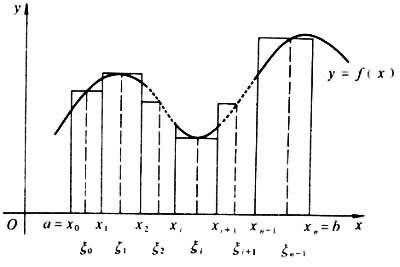 y
y = f(x)
O a = x₀ x₁ x₂ xᵢ xᵢ₊₁ xₙ₋₁ xₙ = b x
ξ₀ ξ₁ ξ₂ ξᵢ ξᵢ₊₁ ξₙ₋₁